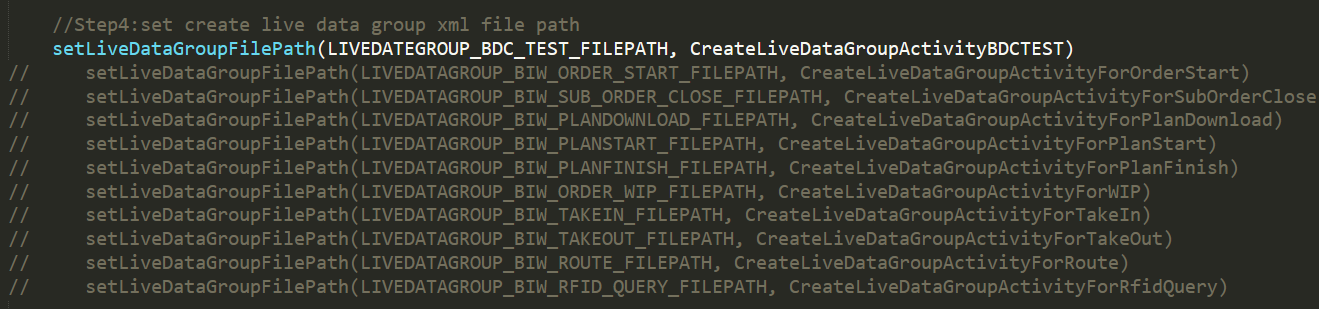 //Step4:set create live data group xml file path
setLiveDataGroupFilePath(LIVEDATEGROUP_BDC_TEST_FILEPATH, CreateLiveDataGroupActivityBDCTEST)
// setLiveDataGroupFilePath(LIVEDATAGROUP_BIW_ORDER_START_FILEPATH, CreateLiveDataGroupActivityForOrderStart)
// setLiveDataGroupFilePath(LIVEDATAGROUP_BIW_SUB_ORDER_CLOSE_FILEPATH, CreateLiveDataGroupActivityForSubOrderClose
// setLiveDataGroupFilePath(LIVEDATAGROUP_BIW_PLANDOWNLOAD_FILEPATH, CreateLiveDataGroupActivityForPlanDownload)
// setLiveDataGroupFilePath(LIVEDATAGROUP_BIW_PLANSTART_FILEPATH, CreateLiveDataGroupActivityForPlanStart)
// setLiveDataGroupFilePath(LIVEDATAGROUP_BIW_PLANFINISH_FILEPATH, CreateLiveDataGroupActivityForPlanFinish)
// setLiveDataGroupFilePath(LIVEDATAGROUP_BIW_ORDER_WIP_FILEPATH, CreateLiveDataGroupActivityForWIP)
// setLiveDataGroupFilePath(LIVEDATAGROUP_BIW_TAKEIN_FILEPATH, CreateLiveDataGroupActivityForTakeIn)
// setLiveDataGroupFilePath(LIVEDATAGROUP_BIW_TAKEOUT_FILEPATH, CreateLiveDataGroupActivityForTakeOut)
// setLiveDataGroupFilePath(LIVEDATAGROUP_BIW_ROUTE_FILEPATH, CreateLiveDataGroupActivityForRoute)
// setLiveDataGroupFilePath(LIVEDATAGROUP_BIW_RFID_QUERY_FILEPATH, CreateLiveDataGroupActivityForRfidQuery)